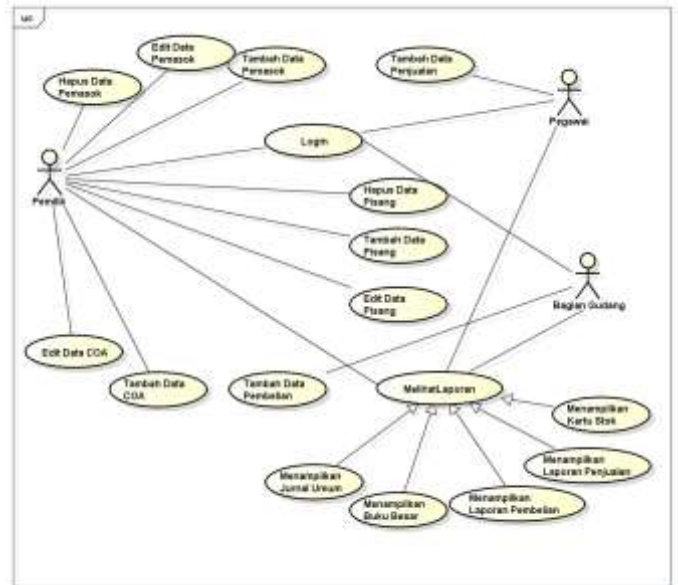 uc
Edit Data
Pemasok
Tambah Data
Pemasok
Hapus Data
Pemasok
Tambah Data
Penjualan
Pegawai
Login
Pemilik
Hapus Data
Pisang
Tambah Data
Pisang
Edit Data
Pisang
Bagian Gudang
Edit Data COA
Tambah Data
COA
Tambah Data
Pembelian
MelihatLaporan
Menampilkan
Kartu Stok
Menampilkan
Laporan Penjualan
Menampilkan
Jurnal Umum
Menampilkan
Buku Besar
Menampilkan
Laporan Pembelian